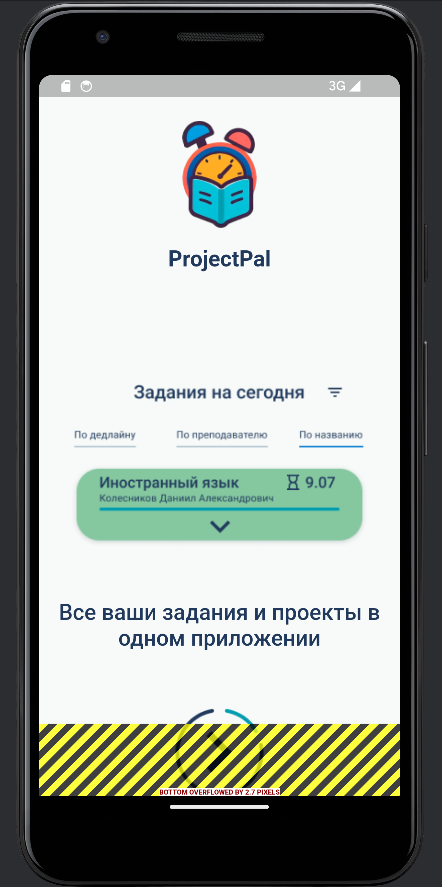 3G
ProjectPal
Задания на сегодня
По дедлайну По преподавателю По названию
Иностранный язык 9.07
Колесников Даниил Александрович
Все ваши задания и проекты в
одном приложении
BOTTOM OVERFLOWED BY 2.7 PIXELS